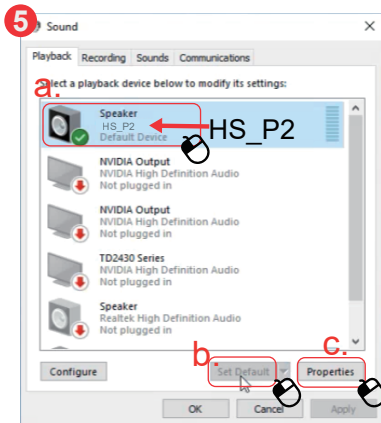 5
Sound
Playback Recording Sounds Communications
a.
Select a playback device below to modify its settings:
Speaker
HS_P2
HS_P2
Default Device
NVIDIA Output
NVIDIA High Definition Audio
Not plugged in
NVIDIA Output
NVIDIA High Definition Audio
Not plugged in
TD2430 Series
NVIDIA High Definition Audio
Not plugged in
Speaker
Realtek High Definition Audio
Not plugged in
b.
c.
Configure Set Default Properties
OK Cancel Apply